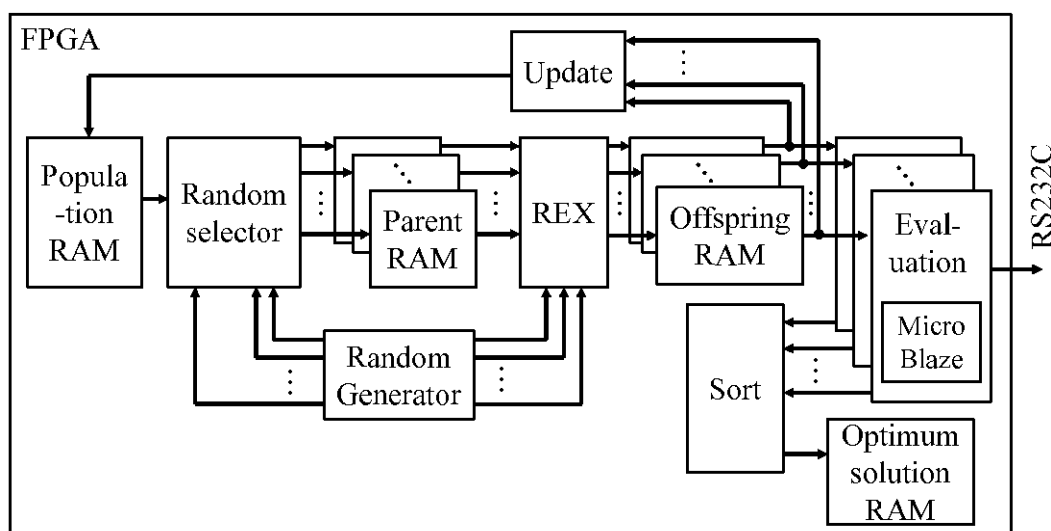 FPGA
Update
Popula
-tion
RAM
Random
selector
Parent
RAM
REX
Offspring
RAM
Eval-
uation
Micro
Blaze
RS232C
Random
Generator
Sort
Optimum
solution
RAM